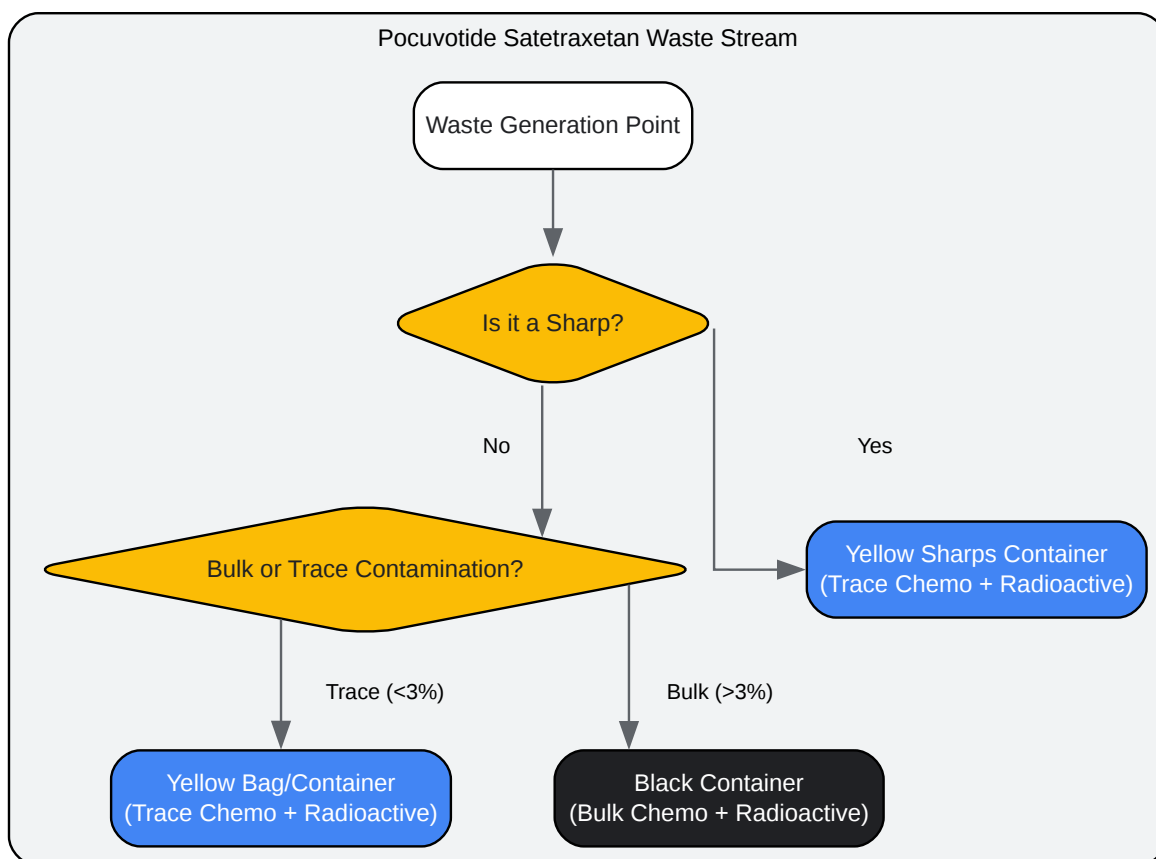 Pocuvotide Satetraxetan Waste Stream
Waste Generation Point
Is it a Sharp?
No
Yes
Yellow Sharps Container
(Trace Chemo + Radioactive)
Bulk or Trace Contamination?
Trace (<3%)
Bulk (>3%)
Yellow Bag/Container
(Trace Chemo + Radioactive)
Black Container
(Bulk Chemo + Radioactive)